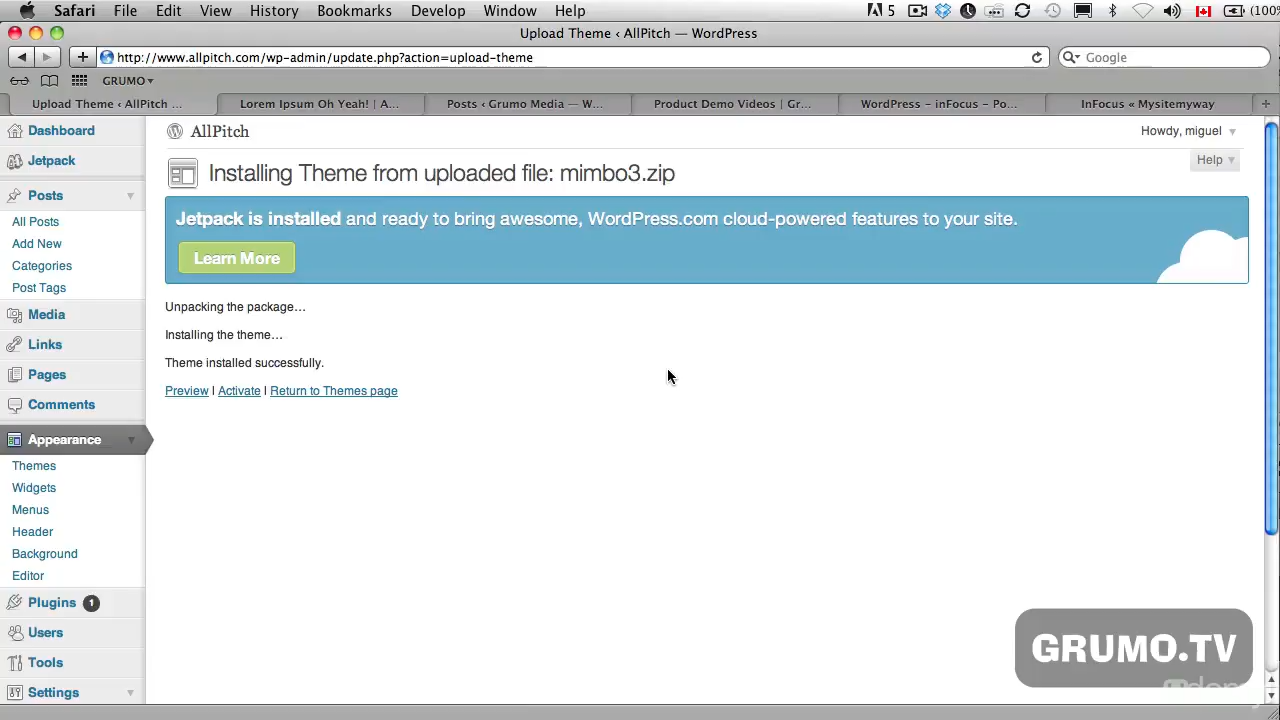 Safari File Edit View History Bookmarks Develop Window Help 5 (100%
Upload Theme ‹ AllPitch — WordPress
http://www.allpitch.com/wp-admin/update.php?action=upload-theme
Google
GRUMO
Upload Theme ‹ AllPitch ...
Lorem Ipsum Oh Yeah! | A...
Posts ‹ Grumo Media — W...
Product Demo Videos | Gr...
WordPress – inFocus – Po...
InFocus « Mysitemyway
Dashboard
Jetpack
Posts
All Posts
Add New
Categories
Post Tags
Media
Links
Pages
Comments
Appearance
Themes
Widgets
Menus
Header
Background
Editor
Plugins 1
Users
Tools
Settings
AllPitch
Howdy, miguel
Help
Installing Theme from uploaded file: mimbo3.zip
Jetpack is installed and ready to bring awesome, WordPress.com cloud-powered features to your site.
Learn More
Unpacking the package…
Installing the theme…
Theme installed successfully.
Preview | Activate | Return to Themes page
GRUMO.TV